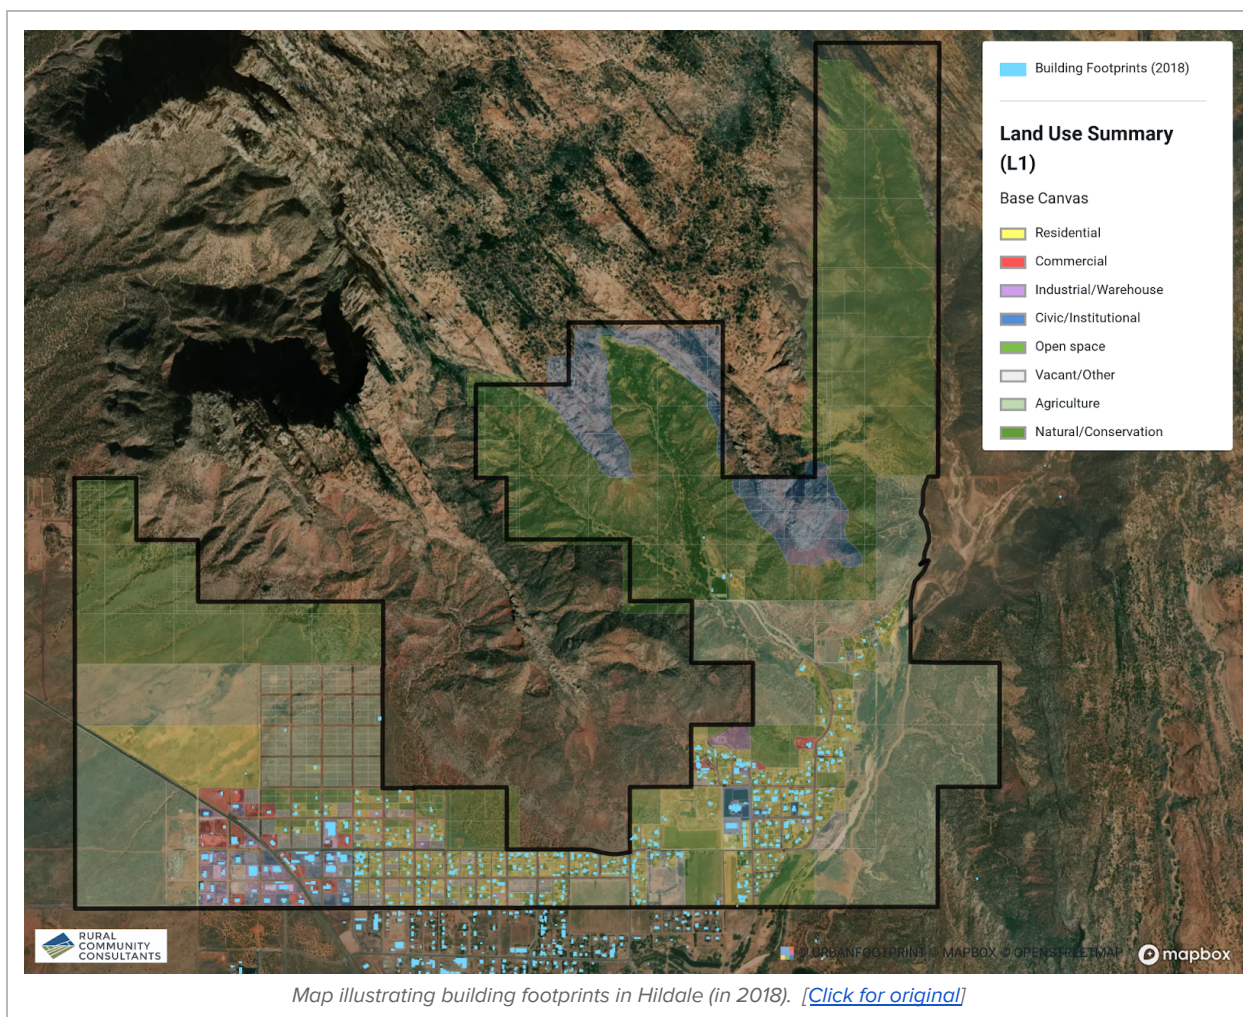 Building Footprints (2018)
Land Use Summary
(L1)
Base Canvas
Residential
Commercial
Industrial/Warehouse
Civic/Institutional
Open space
Vacant/Other
Agriculture
Natural/Conservation
RURAL
COMMUNITY
CONSULTANTS
© URBANFOOTPRINT © MAPBOX © OPENSTREETMAP
mapbox
Map illustrating building footprints in Hildale (in 2018). [Click for original]